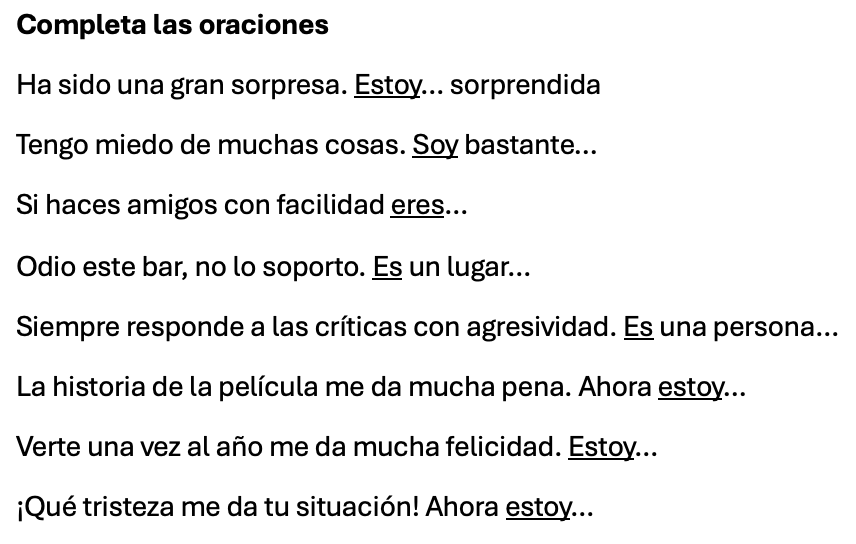 Completa las oraciones
Ha sido una gran sorpresa. Estoy... sorprendida
Tengo miedo de muchas cosas. Soy bastante...
Si haces amigos con facilidad eres...
Odio este bar, no lo soporto. Es un lugar...
Siempre responde a las críticas con agresividad. Es una persona...
La historia de la película me da mucha pena. Ahora estoy...
Verte una vez al año me da mucha felicidad. Estoy...
¡Qué tristeza me da tu situación! Ahora estoy...